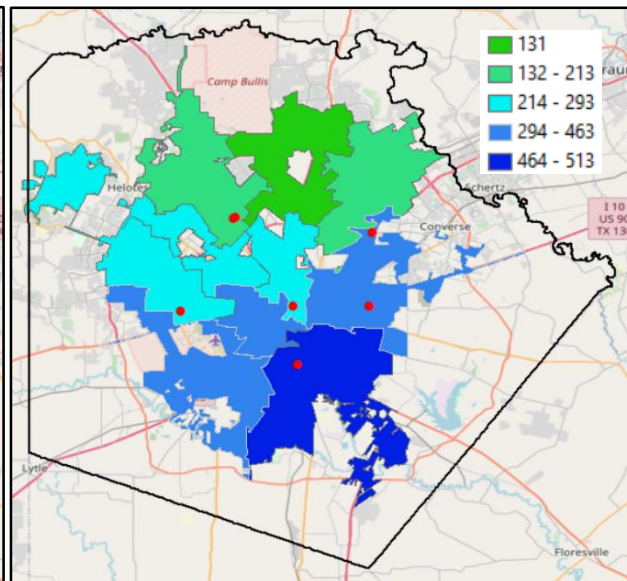 131
132 - 213
214 - 293
294 - 463
464 - 513
Camp Bullis
Helotes
Schertz
Converse
I 10
US 90
TX 130
Lytle
Floresville